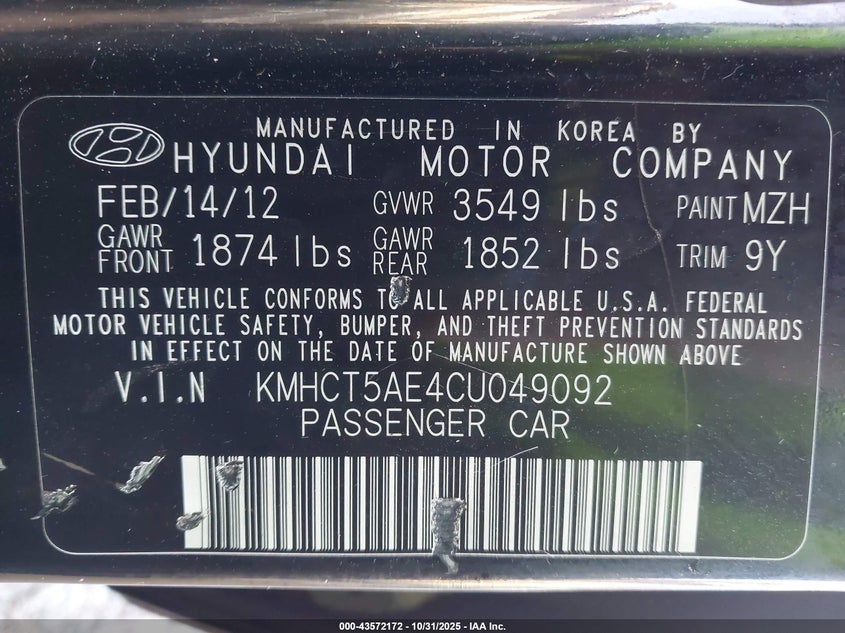 MANUFACTURED IN KOREA BY
HYUNDAI MOTOR COMPANY
FEB/14/12 GVWR 3549 lbs PAINT MZH
GAWR FRONT 1874 lbs GAWR REAR 1852 lbs TRIM 9Y
THIS VEHICLE CONFORMS TO ALL APPLICABLE U.S.A. FEDERAL
MOTOR VEHICLE SAFETY, BUMPER, AND THEFT PREVENTION STANDARDS
IN EFFECT ON THE DATE OF MANUFACTURE SHOWN ABOVE
V.I.N KMHCT5AE4CU049092
PASSENGER CAR
000-43572172 - 10/31/2025 - IAA Inc.